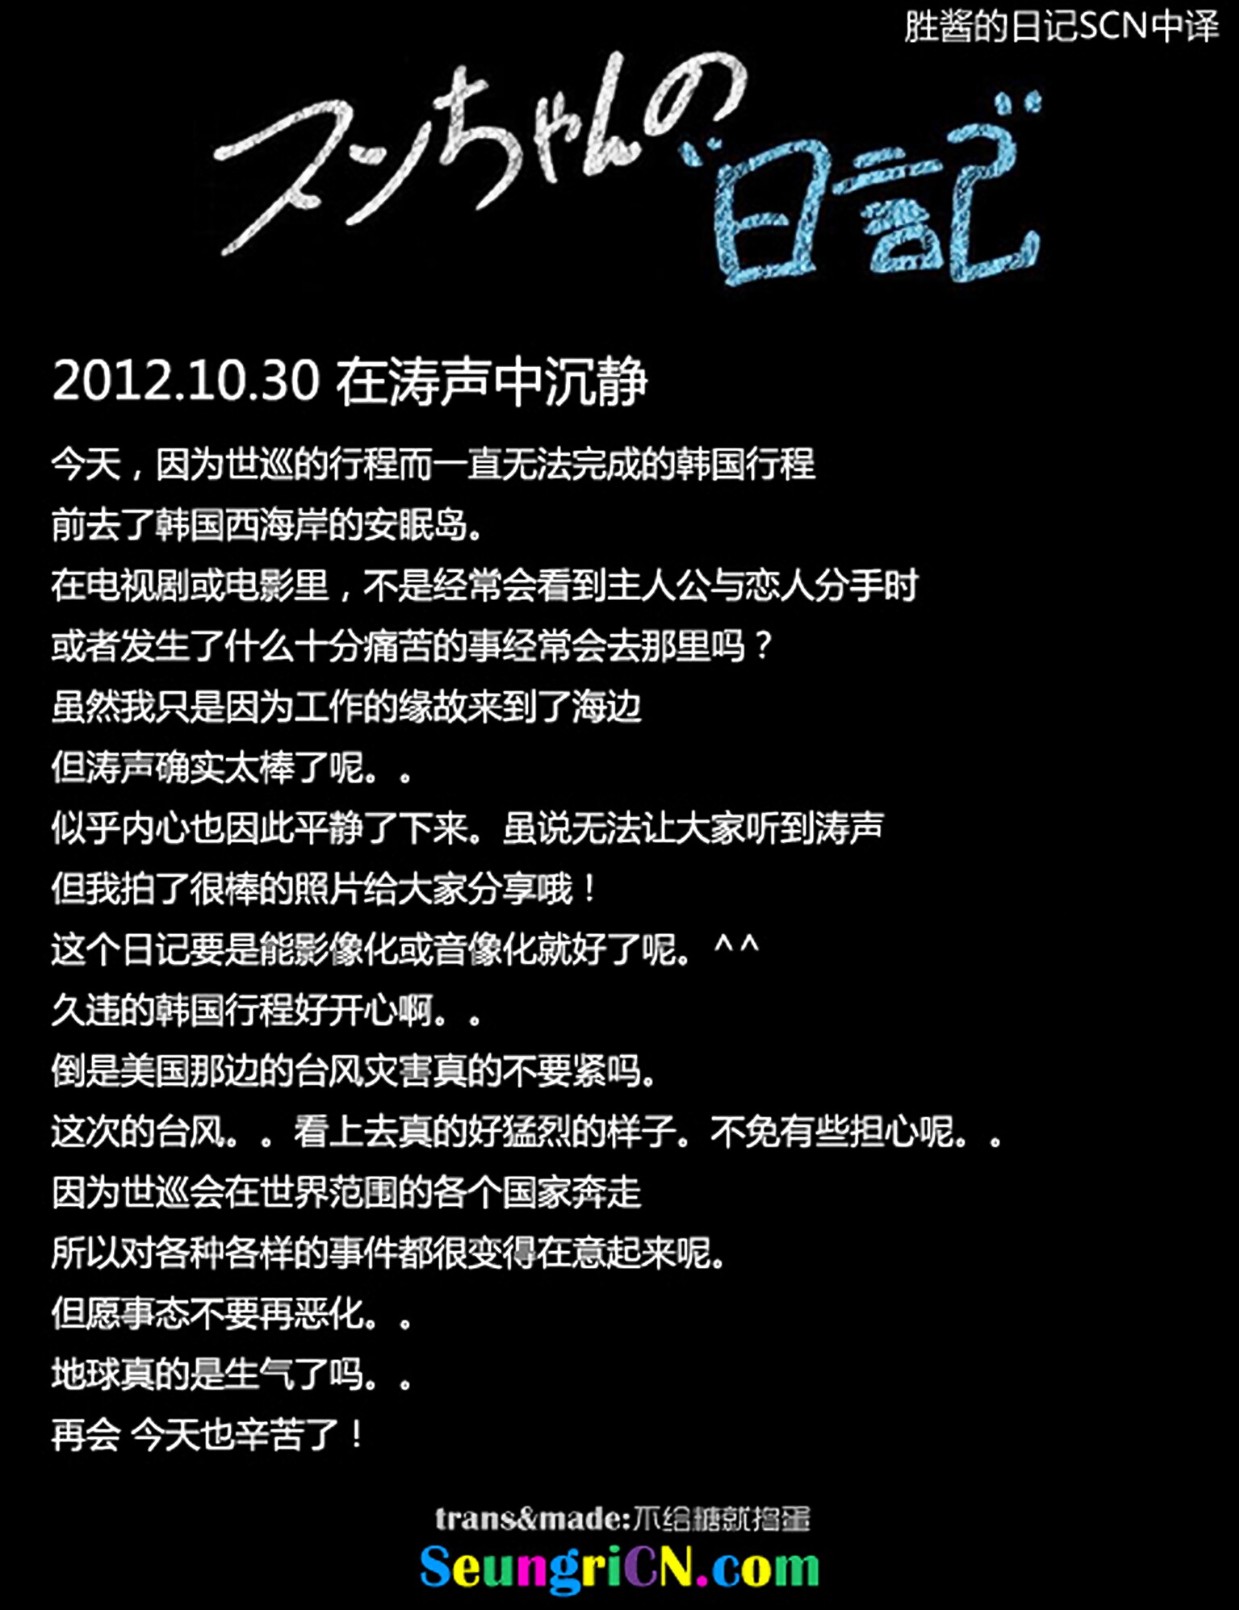 胜酱的日记SCN中译
スンちゃんの
日記
2012.10.30 在涛声中沉静
今天，因为世巡的行程而一直无法完成的韩国行程
前去了韩国西海岸的安眠岛。
在电视剧或电影里，不是经常会看到主人公与恋人分手时
或者发生了什么十分痛苦的事经常会去那里吗？
虽然我只是因为工作的缘故来到了海边
但涛声确实太棒了呢。。
似乎内心也因此平静了下来。虽说无法让大家听到涛声
但我拍了很棒的照片给大家分享哦！
这个日记要是能影像化或音像化就好了呢。^^
久违的韩国行程好开心啊。。
倒是美国那边的台风灾害真的不要紧吗。
这次的台风。。看上去真的好猛烈的样子。不免有些担心呢。。
因为世巡会在世界范围的各个国家奔走
所以对各种各样的事件都很变得在意起来呢。
但愿事态不要再恶化。。
地球真的是生气了吗。。
再会 今天也辛苦了！
trans&made:不给糖就捣蛋
SeungriCN.com